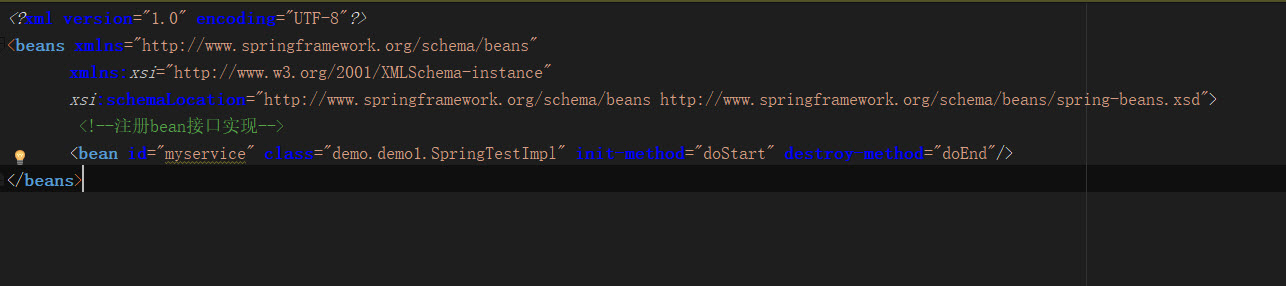 <?xml version="1.0" encoding="UTF-8"?>
<beans xmlns="http://www.springframework.org/schema/beans"
xmlns:xsi="http://www.w3.org/2001/XMLSchema-instance"
xsi:schemaLocation="http://www.springframework.org/schema/beans http://www.springframework.org/schema/beans/spring-beans.xsd">
<!--注册bean接口实现-->
<bean id="myservice" class="demo.demo1.SpringTestImpl" init-method="doStart" destroy-method="doEnd"/>
</beans>